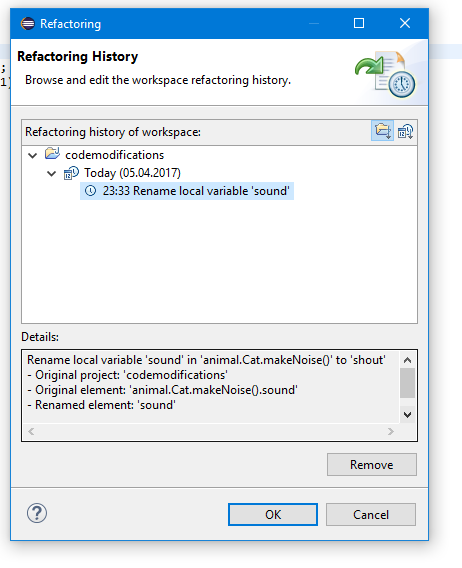 Refactoring
Refactoring History
Browse and edit the workspace refactoring history.
;
1)
Refactoring history of workspace:
codemodifications
Today (05.04.2017)
23:33 Rename local variable 'sound'
Details:
Rename local variable 'sound' in 'animal.Cat.makeNoise()' to 'shout'
- Original project: 'codemodifications'
- Original element: 'animal.Cat.makeNoise().sound'
- Renamed element: 'sound'
Remove
OK
Cancel